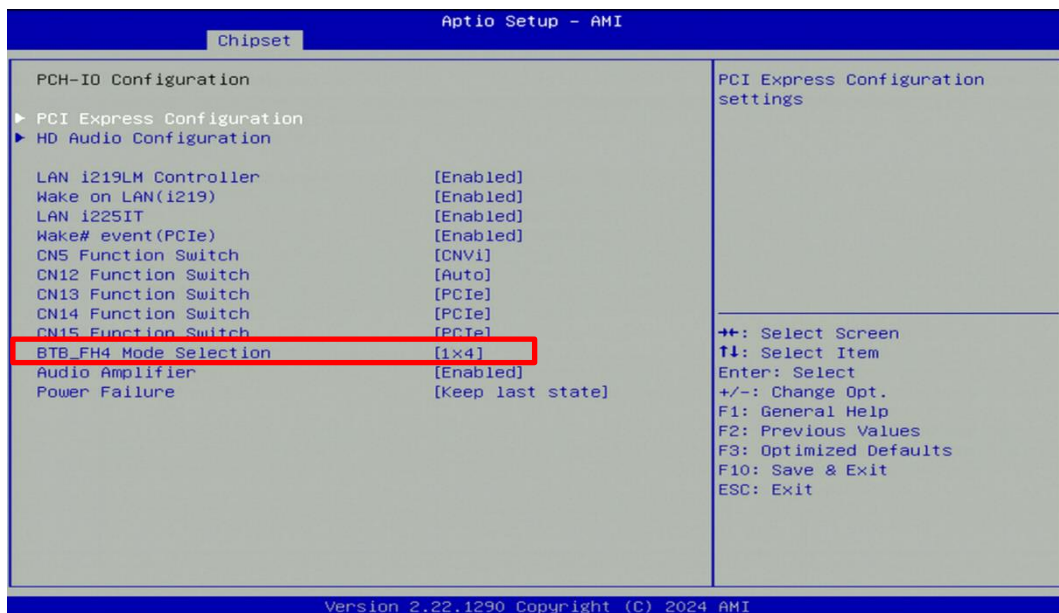 Aptio Setup - AMI
Chipset
PCH-IO Configuration
PCI Express Configuration
HD Audio Configuration
LAN i219LM Controller [Enabled]
Wake on LAN(i219) [Enabled]
LAN i225IT [Enabled]
Wake# event(PCIe) [Enabled]
CN5 Function Switch [CNVi]
CN12 Function Switch [Auto]
CN13 Function Switch [PCIe]
CN14 Function Switch [PCIe]
CN15 Function Switch [PCIe]
BTB_FH4 Mode Selection [1x4]
Audio Amplifier [Enabled]
Power Failure [Keep last state]
PCI Express Configuration
settings
→←: Select Screen
↑↓: Select Item
Enter: Select
+/-: Change Opt.
F1: General Help
F2: Previous Values
F3: Optimized Defaults
F10: Save & Exit
ESC: Exit
Version 2.22.1290 Copyright (C) 2024 AMI